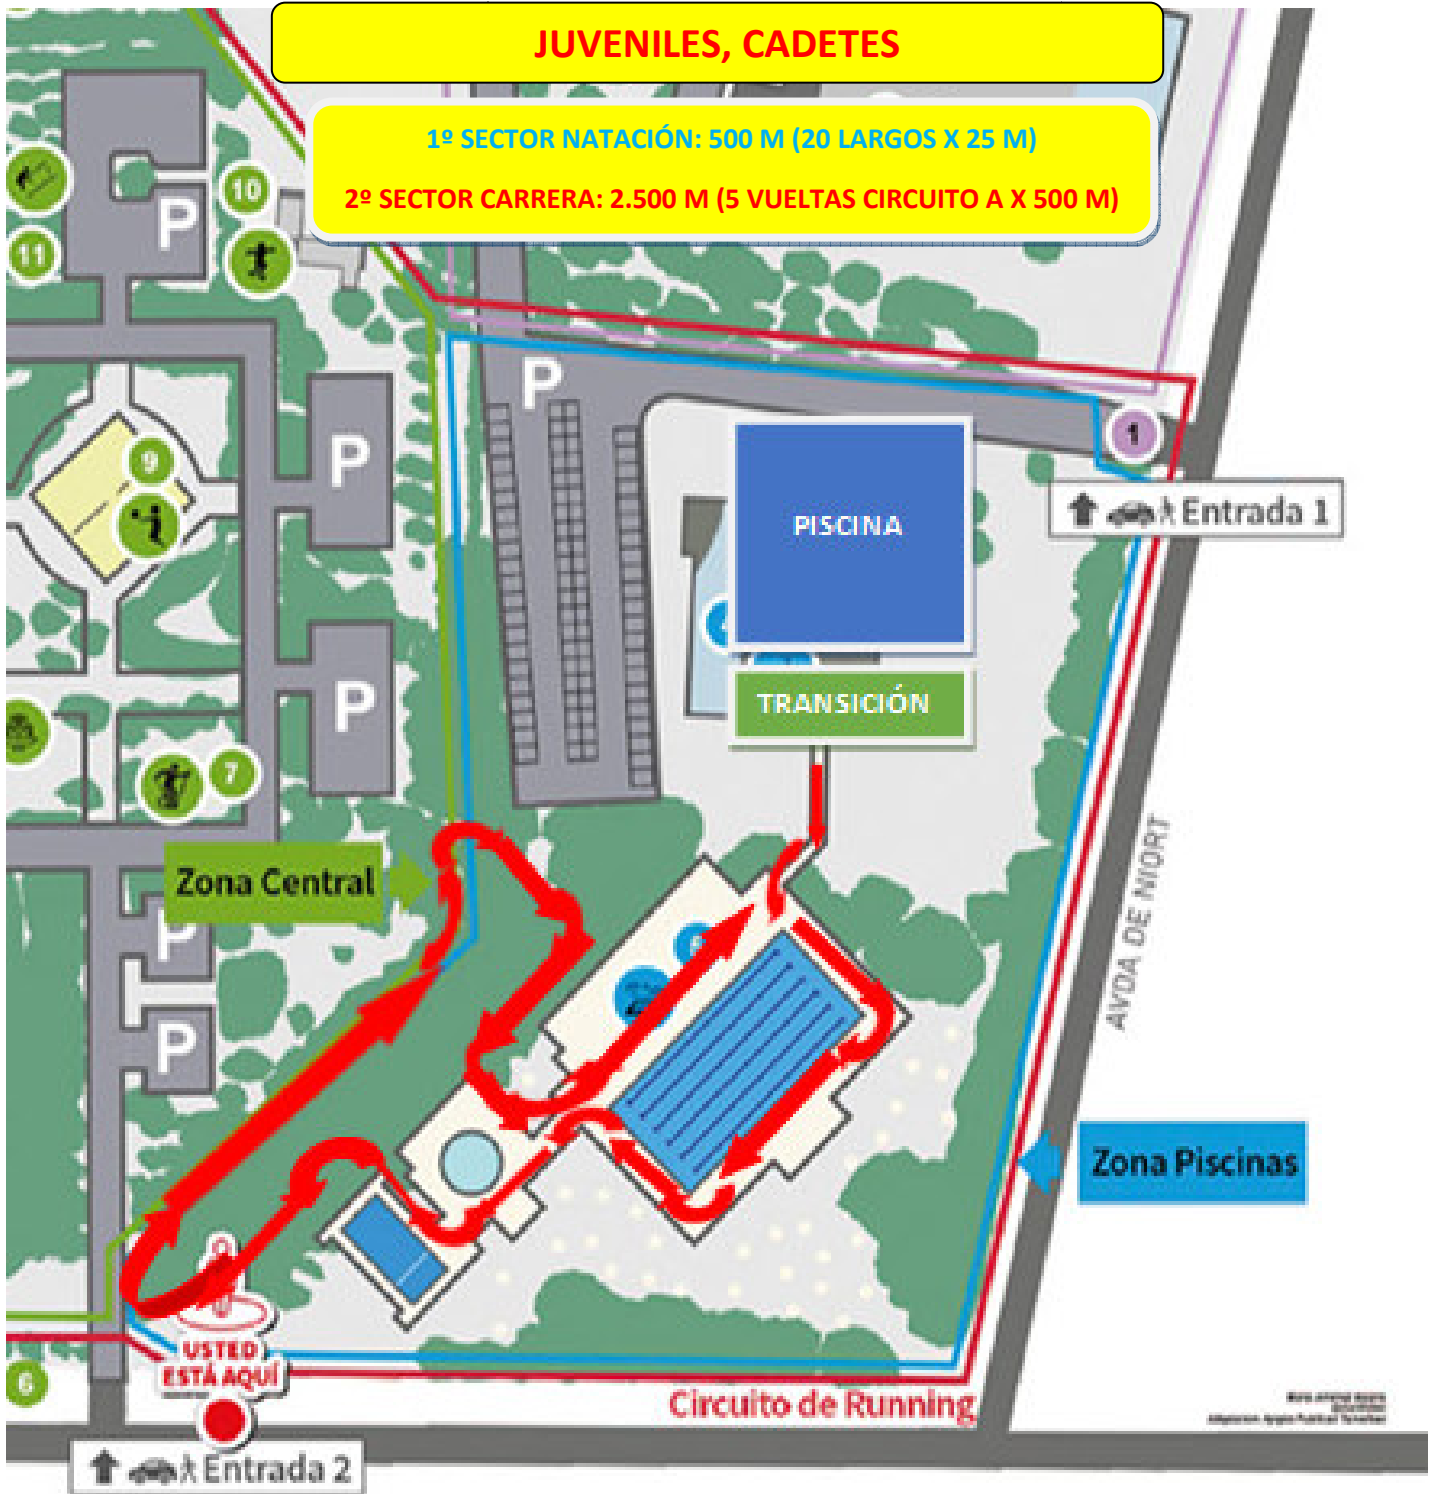 JUVENILES, CADETES
1º SECTOR NATACIÓN: 500 M (20 LARGOS X 25 M)
2º SECTOR CARRERA: 2.500 M (5 VUELTAS CIRCUITO A X 500 M)
10
P
11
P
1
9
P
Entrada 1
PISCINA
P
TRANSICIÓN
7
AVDA DE NIORT
Zona Central
P
P
Zona Piscinas
USTED
ESTÁ AQUÍ
6
Circuito de Running
Entrada 2